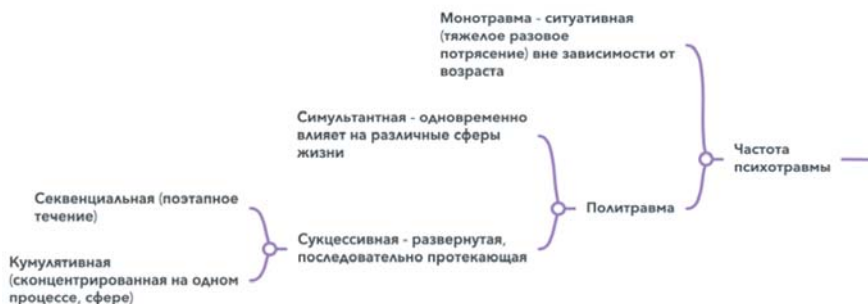 Монотравма - ситуативная
(тяжелое разовое
потрясение) вне зависимости от
возраста
Симультантная - одновременно
влияет на различные сферы
жизни
Частота
психотравмы
Секвенциальная (поэтапное
течение)
Политравма
Сукцессивная - развернутая,
последовательно протекающая
Кумулятивная
(сконцентрированная на одном
процессе, сфере)